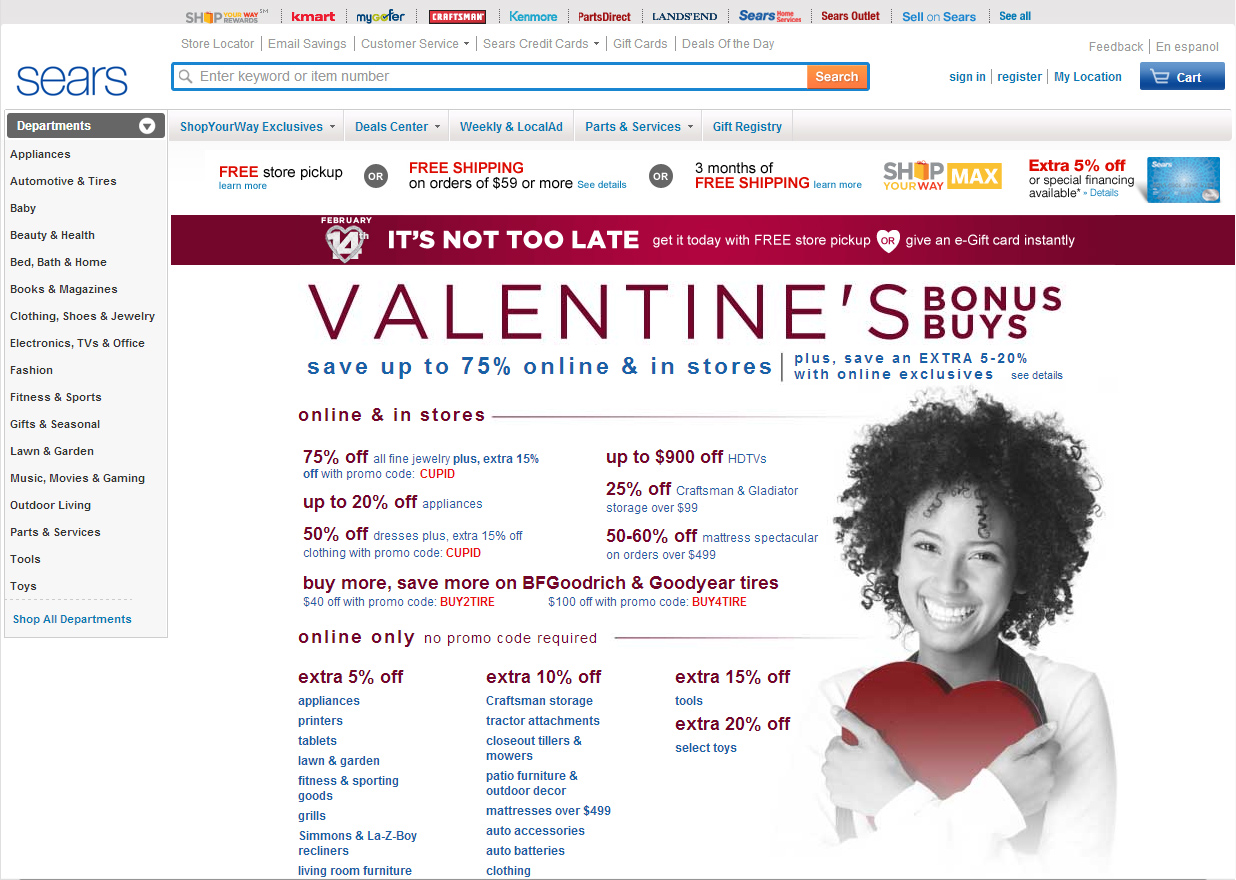 SHOP YOUR WAY REWARDS SM kmart mygofer CRAFTSMAN Kenmore PartsDirect LANDS'END Sears Home Services Sears Outlet Sell on Sears See all
Store Locator Email Savings Customer Service Sears Credit Cards Gift Cards Deals Of the Day
Feedback En espanol
sears
Enter keyword or item number Search
sign in register My Location Cart
Departments
ShopYourWay Exclusives Deals Center Weekly & LocalAd Parts & Services Gift Registry
Appliances
Automotive & Tires
Baby
Beauty & Health
Bed, Bath & Home
Books & Magazines
Clothing, Shoes & Jewelry
Electronics, TVs & Office
Fashion
Fitness & Sports
Gifts & Seasonal
Lawn & Garden
Music, Movies & Gaming
Outdoor Living
Parts & Services
Tools
Toys
Shop All Departments
FREE store pickup
learn more
OR
FREE SHIPPING
on orders of $59 or more See details
OR
3 months of
FREE SHIPPING learn more
SHOP YOUR WAY MAX
Extra 5% off
or special financing
available* » Details
Sears
FEBRUARY
14th
IT'S NOT TOO LATE get it today with FREE store pickup OR give an e-Gift card instantly
VALENTINE'S BONUS BUYS
save up to 75% online & in stores
plus, save an EXTRA 5-20%
with online exclusives see details
online & in stores
75% off all fine jewelry plus, extra 15%
off with promo code: CUPID
up to 20% off appliances
50% off dresses plus, extra 15% off
clothing with promo code: CUPID
up to $900 off HDTVs
25% off Craftsman & Gladiator
storage over $99
50-60% off mattress spectacular
on orders over $499
buy more, save more on BFGoodrich & Goodyear tires
$40 off with promo code: BUY2TIRE $100 off with promo code: BUY4TIRE
online only no promo code required
extra 5% off
appliances
printers
tablets
lawn & garden
fitness & sporting
goods
grills
Simmons & La-Z-Boy
recliners
living room furniture
extra 10% off
Craftsman storage
tractor attachments
closeout tillers &
mowers
patio furniture &
outdoor decor
mattresses over $499
auto accessories
auto batteries
clothing
extra 15% off
tools
extra 20% off
select toys